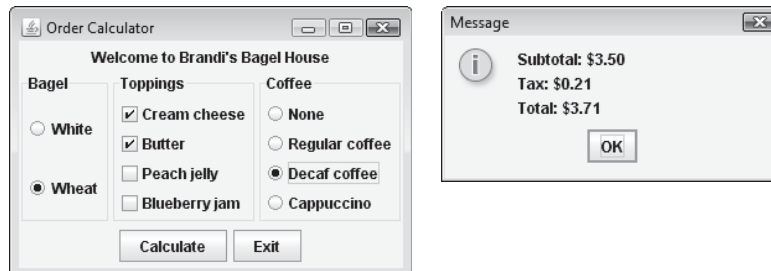 Order Calculator
Welcome to Brandi's Bagel House
Bagel
White
Wheat
Toppings
Cream cheese
Butter
Peach jelly
Blueberry jam
Coffee
None
Regular coffee
Decaf coffee
Cappuccino
Calculate
Exit
Message
Subtotal: $3.50
Tax: $0.21
Total: $3.71
OK